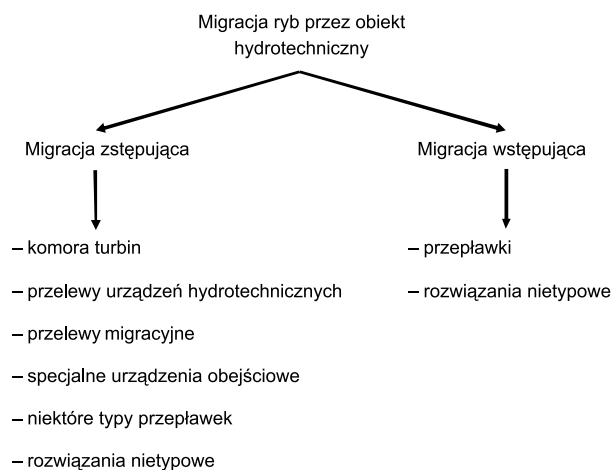 Migracja ryb przez obiekt
hydrotechniczny
Migracja zstępująca
Migracja wstępująca
– komora turbin
– przelewy urządzeń hydrotechnicznych
– przelewy migracyjne
– specjalne urządzenia obejściowe
– niektóre typy przepławek
– rozwiązania nietypowe
– przepławki
– rozwiązania nietypowe